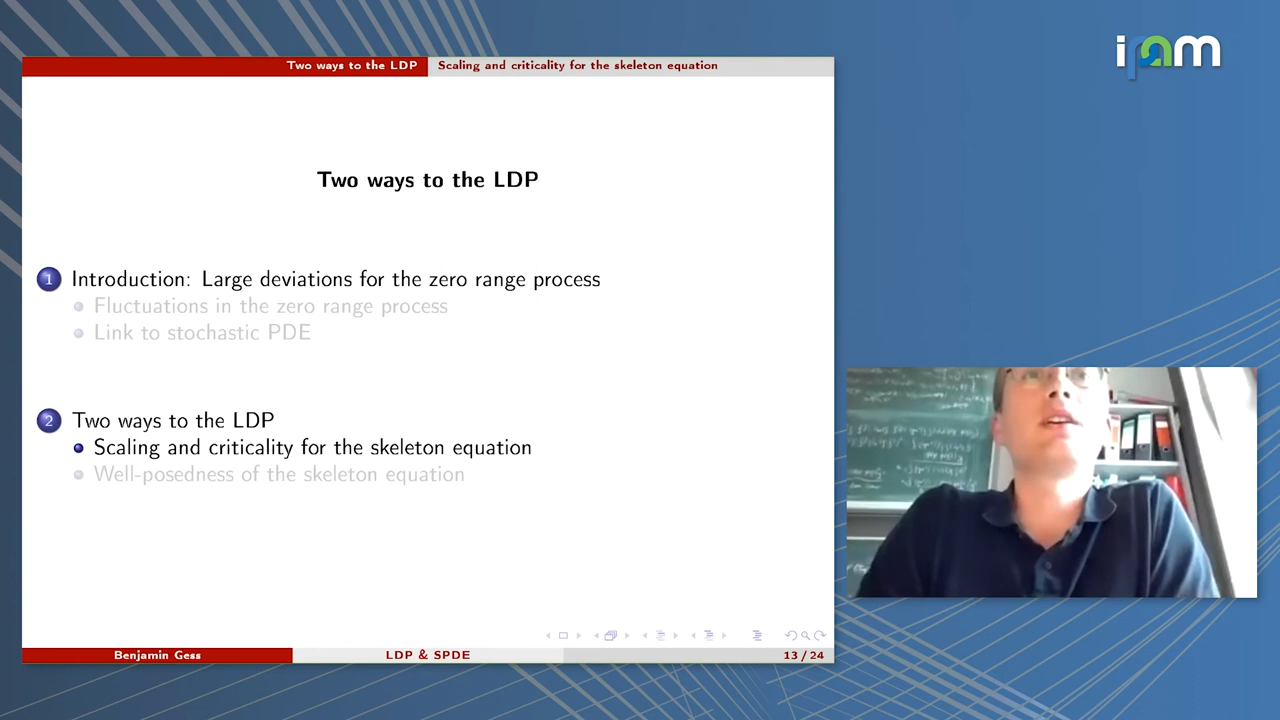 ipam
Two ways to the LDP
Scaling and criticality for the skeleton equation
Two ways to the LDP
1 Introduction: Large deviations for the zero range process
Fluctuations in the zero range process
Link to stochastic PDE
2 Two ways to the LDP
Scaling and criticality for the skeleton equation
Well-posedness of the skeleton equation
Benjamin Gess
LDP & SPDE
13 / 24